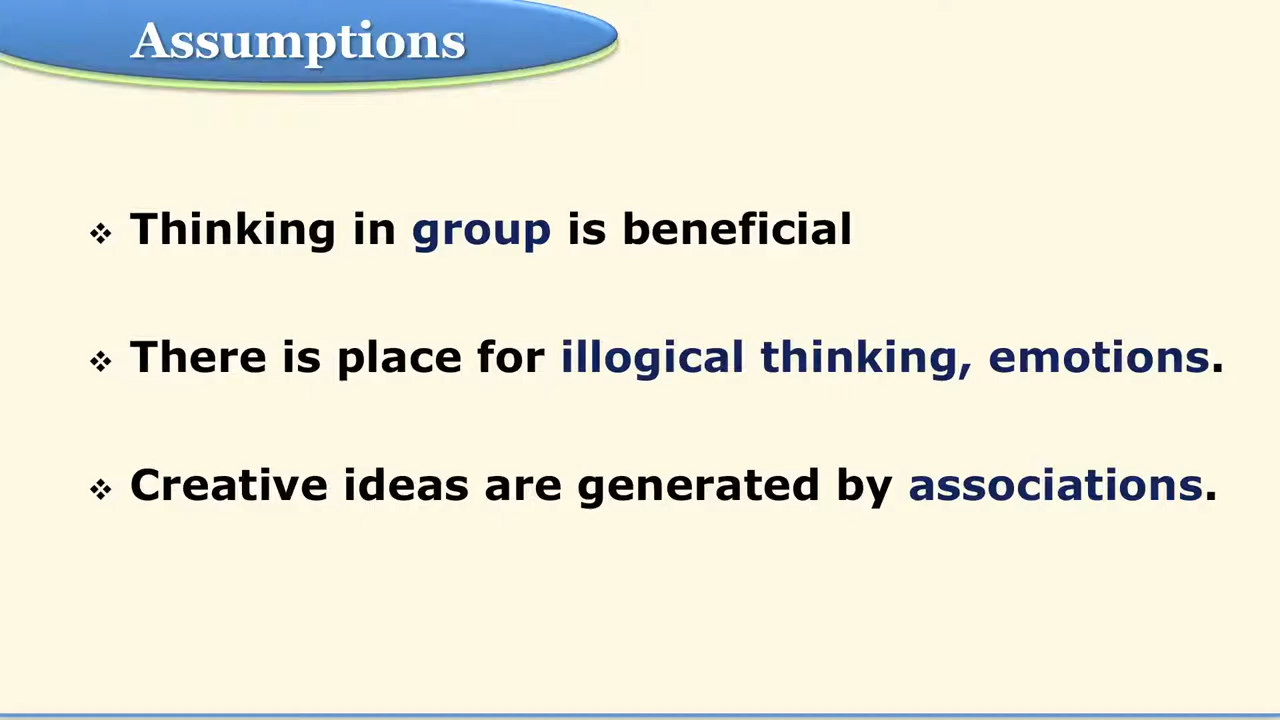 Assumptions
❖ Thinking in group is beneficial
❖ There is place for illogical thinking, emotions.
❖ Creative ideas are generated by associations.